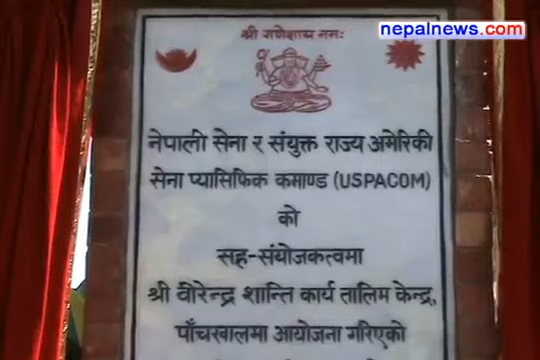 nepalnews.com
श्री गणेशाय नम:
नेपाली सेना र संयुक्त राज्य अमेरिकी
सेना प्यासिफिक कमाण्ड (USPACOM)
को
सह-संयोजकत्वमा
श्री वीरेन्द्र शान्ति कार्य तालिम केन्द्र,
पाँचखालमा आयोजना गरिएको